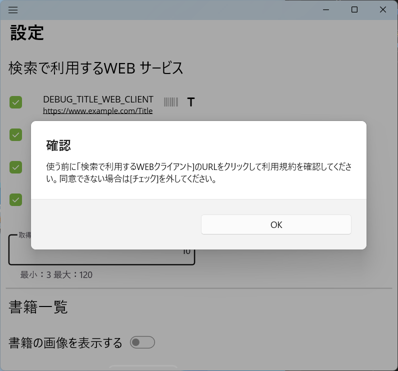 設定
検索で利用するWEB サービス
DEBUG_TITLE_WEB_CLIENT
T
https://www.example.com/Title
確認
使う前に「検索で利用するWEBクライアント]のURLをクリックして利用規約を確認してくださ
い。同意できない場合は[チェック]を外してください。
OK
取得
10
最小：3 最大：120
書籍一覧
書籍の画像を表示する